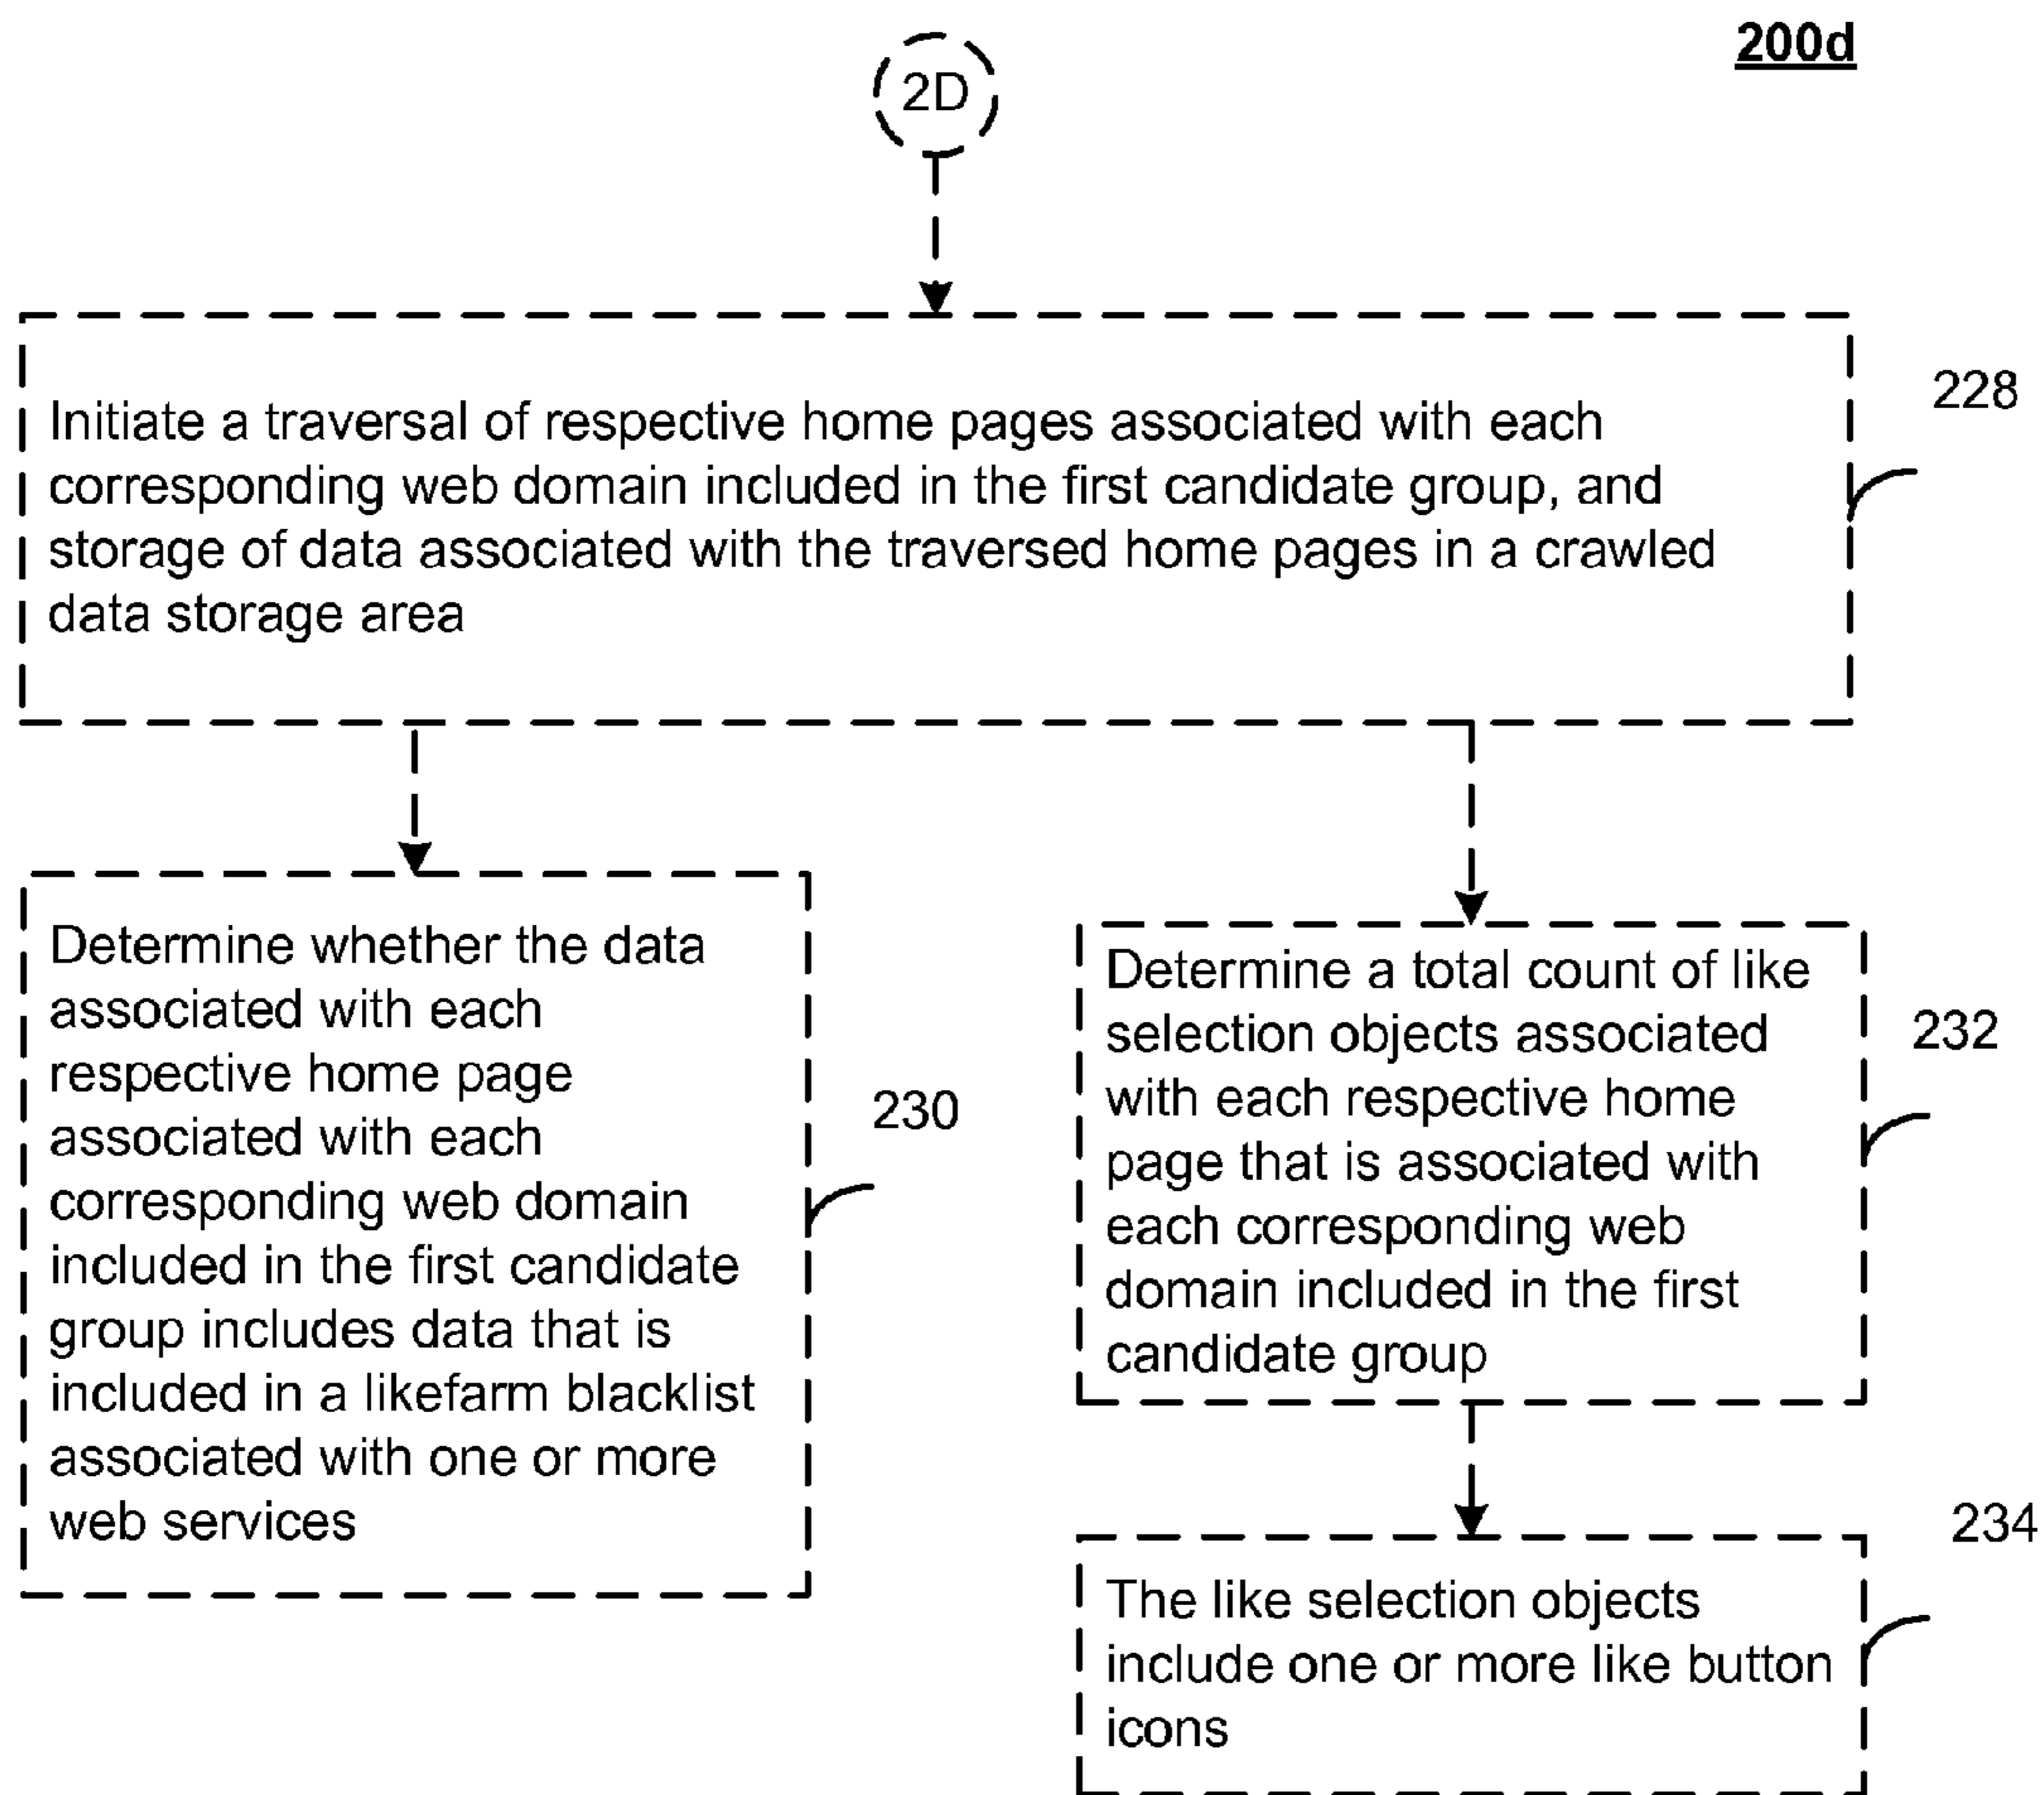 200d
2D
Initiate a traversal of respective home pages associated with each
corresponding web domain included in the first candidate group, and
storage of data associated with the traversed home pages in a crawled
data storage area
228
Determine whether the data
associated with each
respective home page
associated with each
corresponding web domain
included in the first candidate
group includes data that is
included in a likefarm blacklist
associated with one or more
web services
230
Determine a total count of like
selection objects associated
with each respective home
page that is associated with
each corresponding web
domain included in the first
candidate group
232
The like selection objects
include one or more like button
icons
234